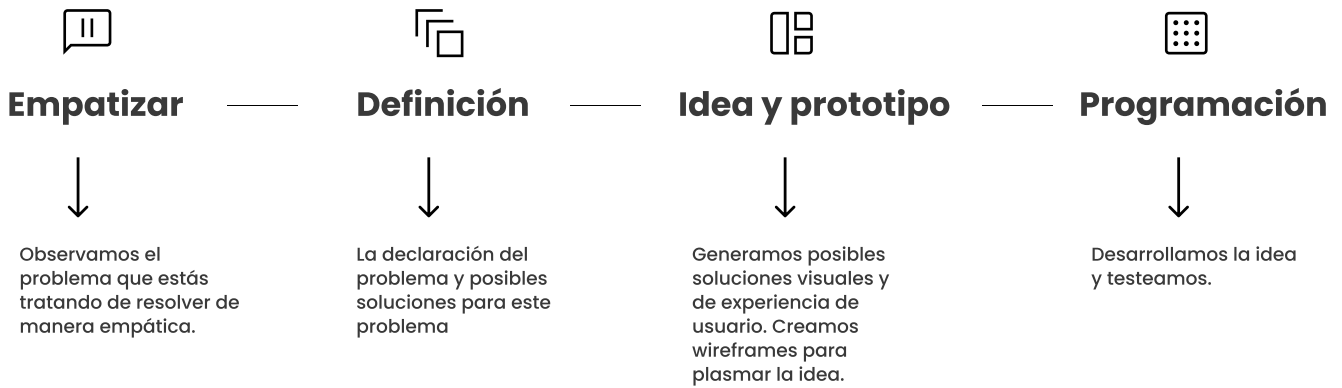 Empatizar
Definición
Idea y prototipo
Programación
Observamos el
problema que estás
tratando de resolver de
manera empática.
La declaración del
problema y posibles
soluciones para este
problema
Generamos posibles
soluciones visuales y
de experiencia de
usuario. Creamos
wireframes para
plasmar la idea.
Desarrollamos la idea
y testeamos.